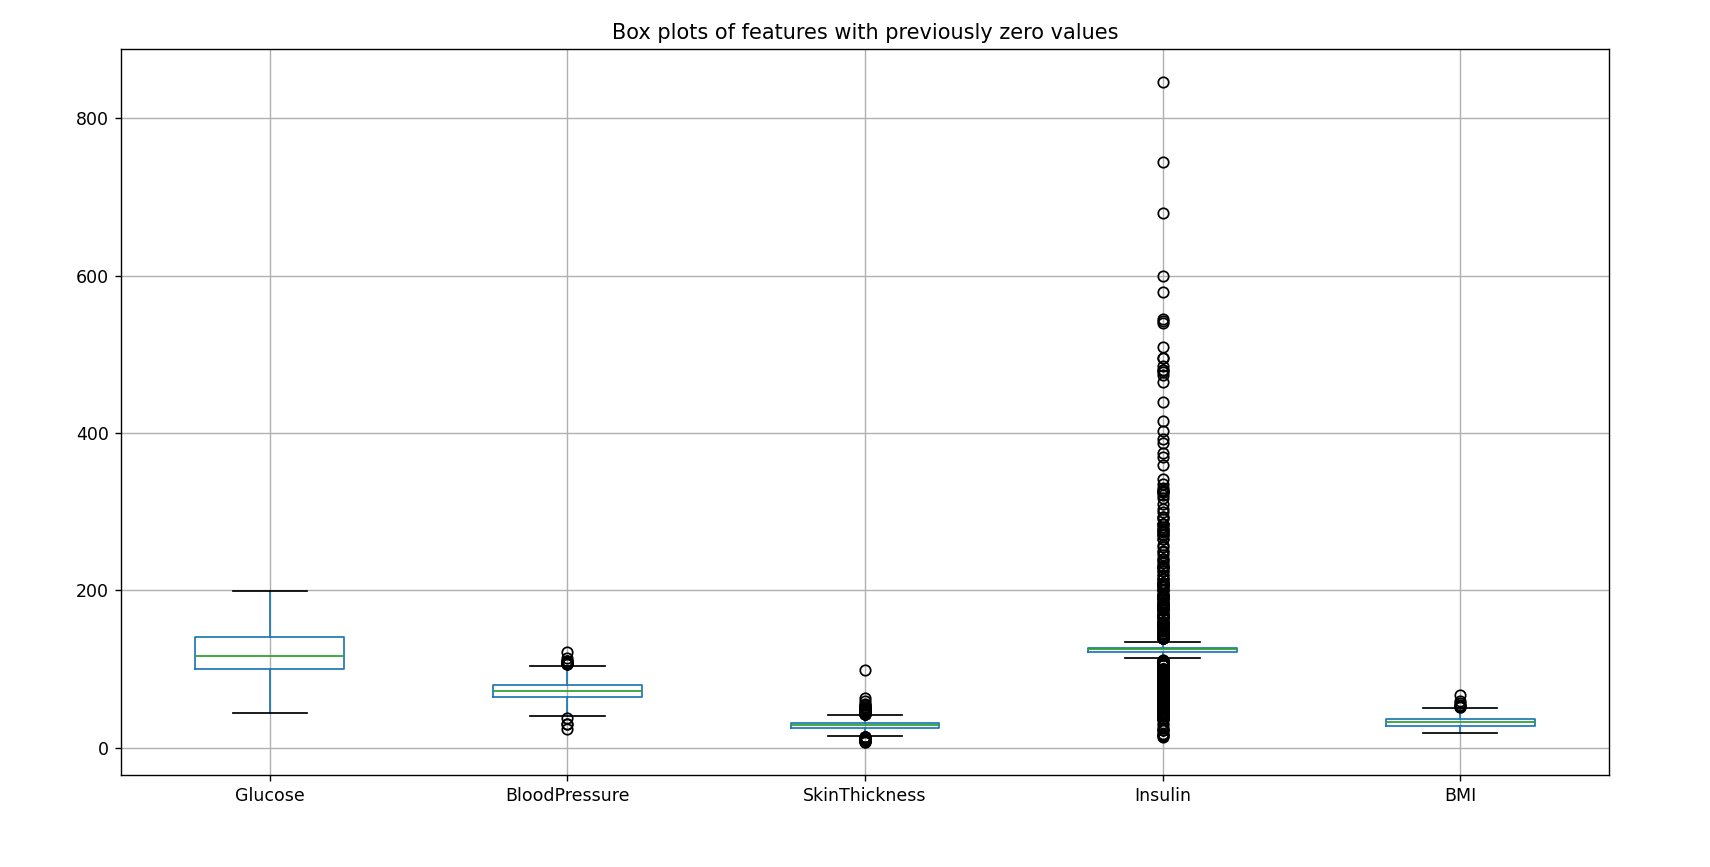 Box plots of features with previously zero values
800
600
400
200
0
Glucose BloodPressure SkinThickness Insulin BMI